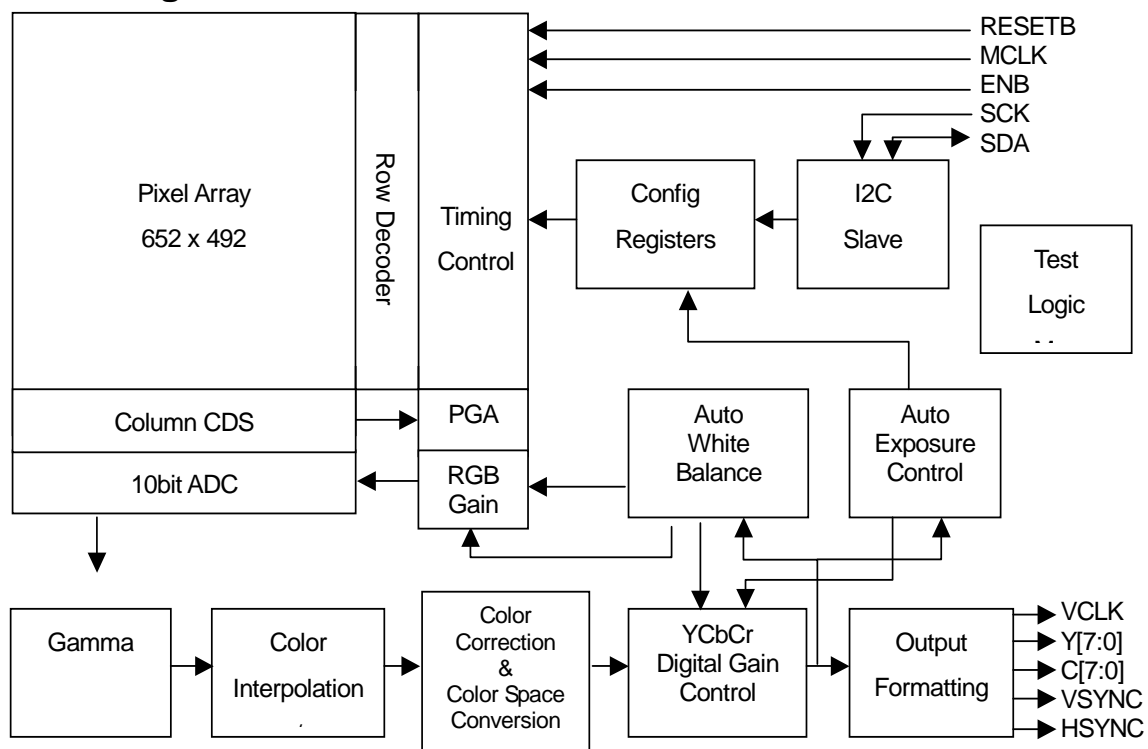 RESETB
MCLK
ENB
SCK
SDA
Pixel Array
652 x 492
Row Decoder
Timing
Control
Config
Registers
I2C
Slave
Test
Logic
Column CDS
PGA
10bit ADC
RGB
Gain
Auto
White
Balance
Auto
Exposure
Control
Gamma
Color
Interpolation
Color
Correction
&
Color Space
Conversion
YCbCr
Digital Gain
Control
Output
Formatting
VCLK
Y[7:0]
C[7:0]
VSYNC
HSYNC